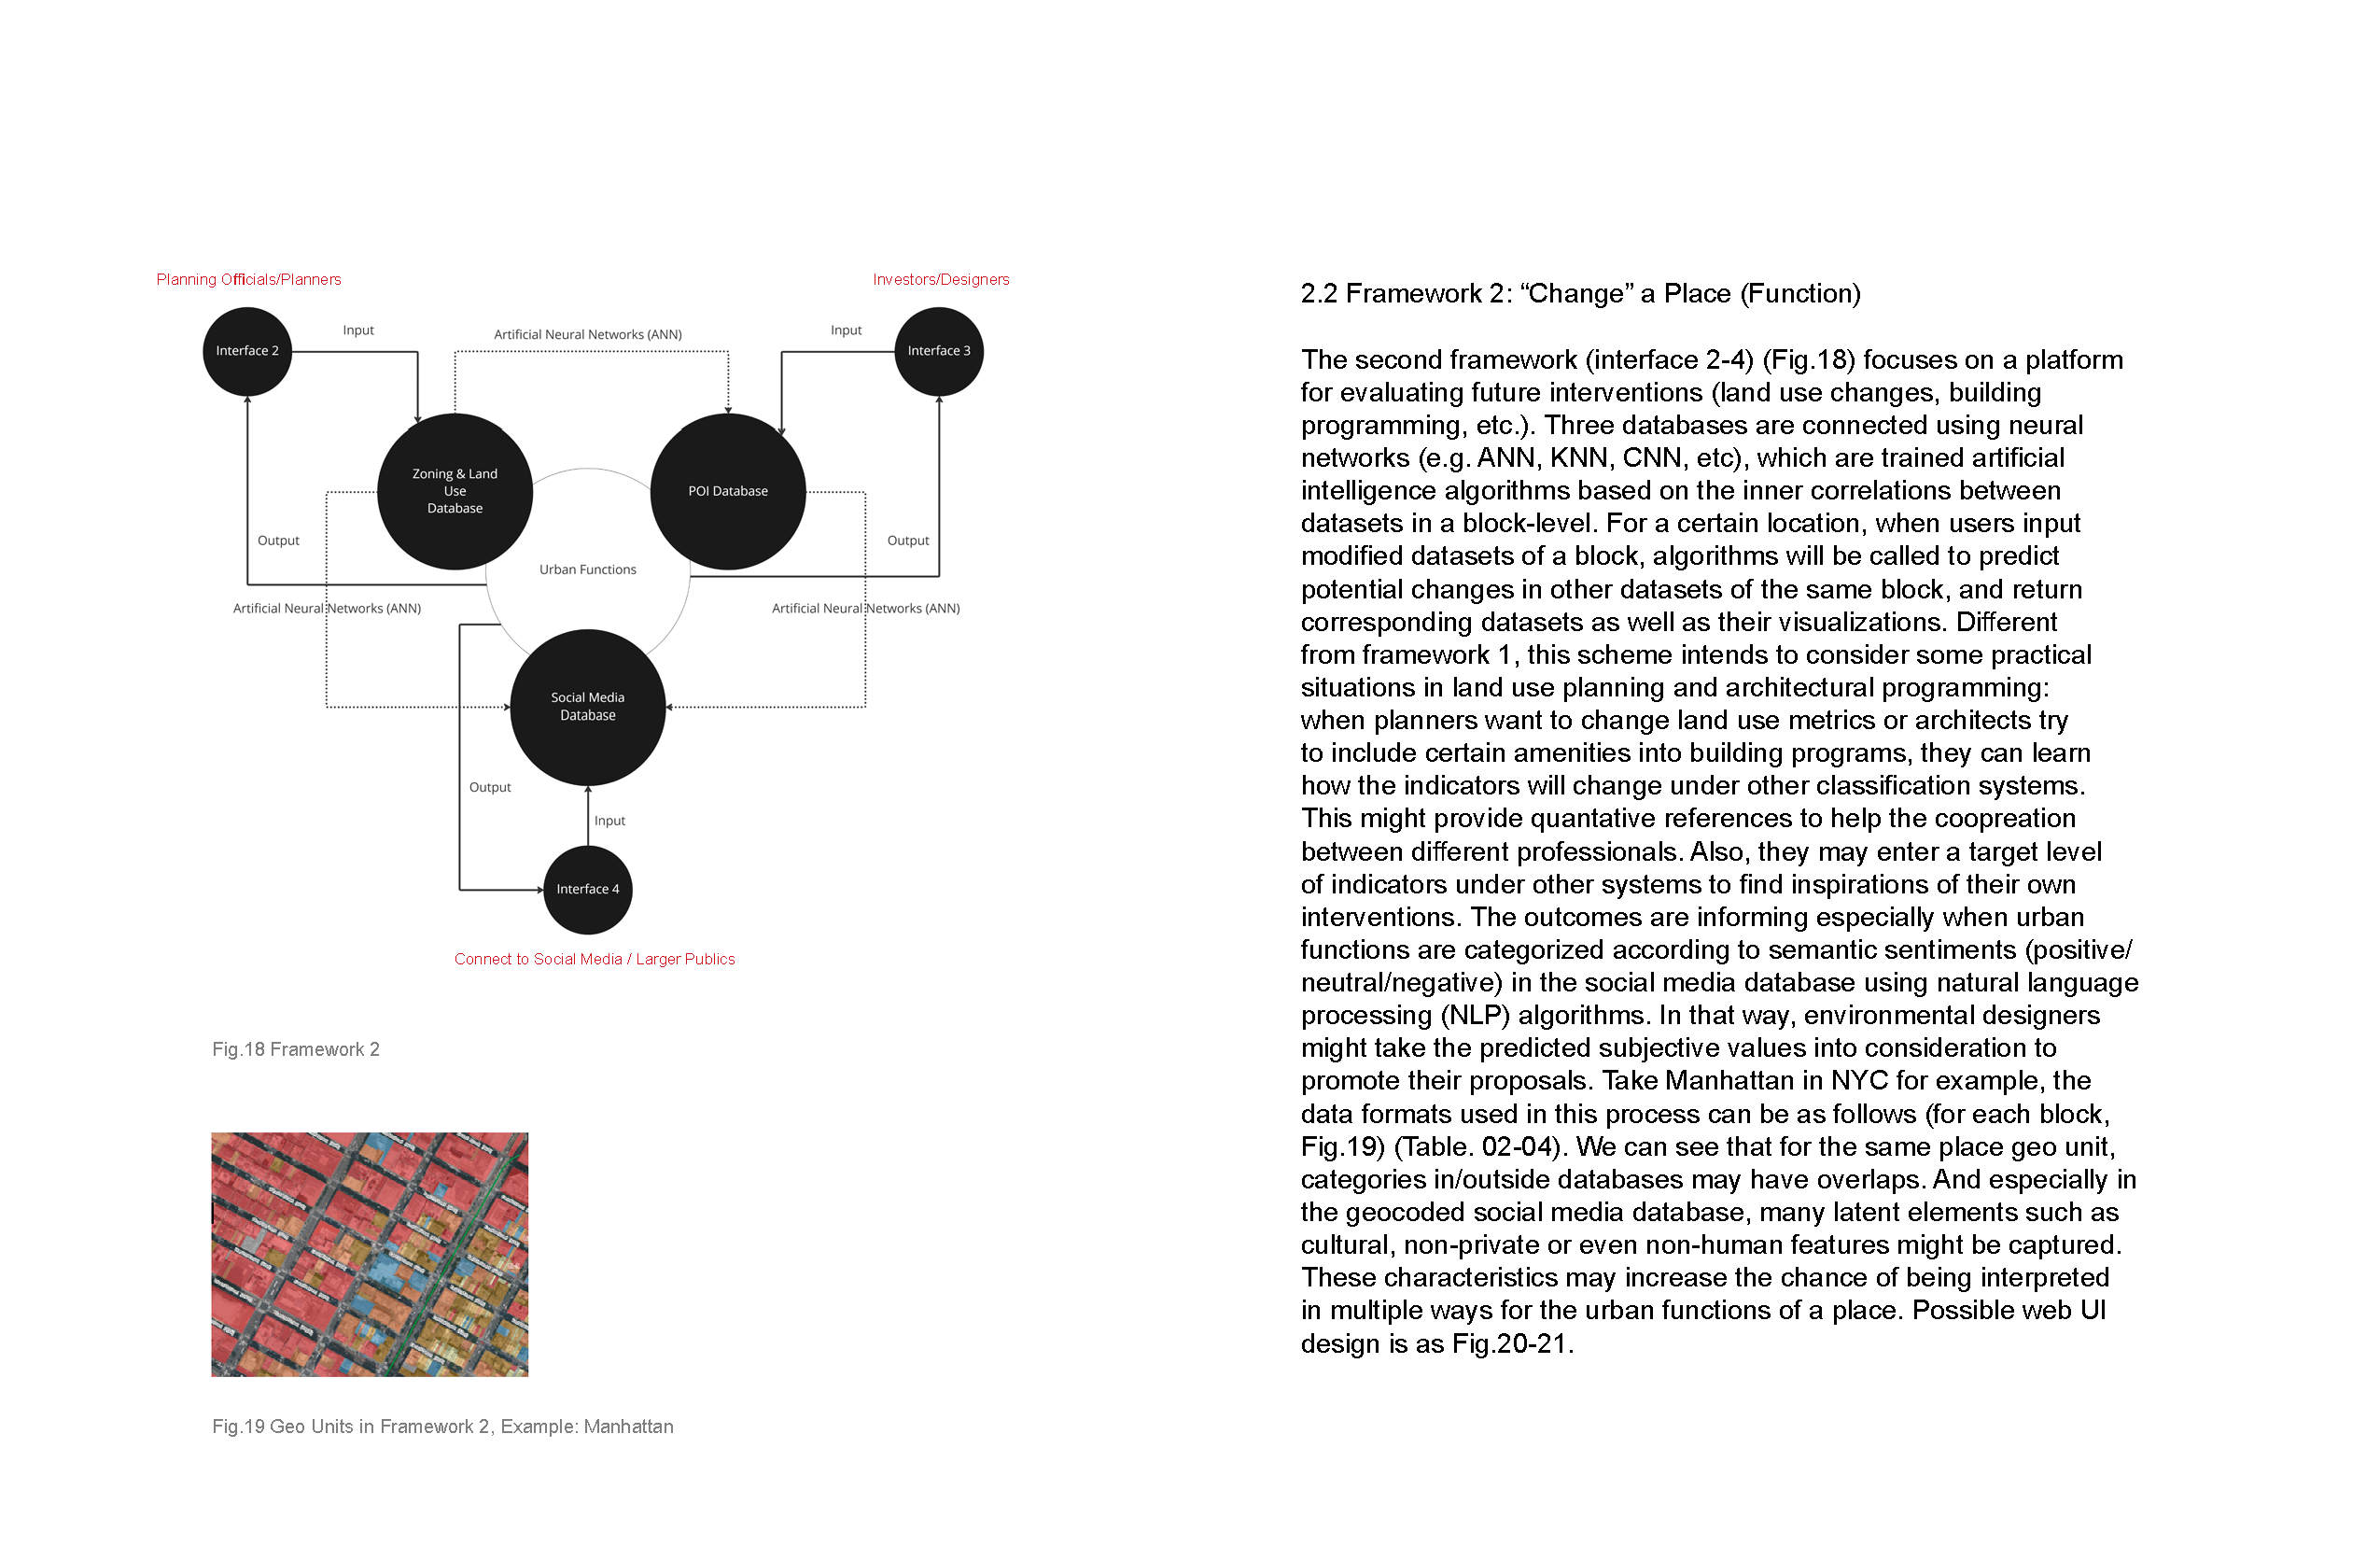 Planning Officials/Planners
Investors/Designers
Interface 2
Input
Artificial Neural Networks (ANN)
Input
Interface 3
Zoning & Land
Use
Database
POI Database
Output
Urban Functions
Output
Artificial Neural Networks (ANN)
Artificial Neural Networks (ANN)
Social Media
Database
Output
Input
Interface 4
Connect to Social Media / Larger Publics
Fig.18 Framework 2
Fig.19 Geo Units in Framework 2, Example: Manhattan
2.2 Framework 2: “Change” a Place (Function)
The second framework (interface 2-4) (Fig.18) focuses on a platform
for evaluating future interventions (land use changes, building
programming, etc.). Three databases are connected using neural
networks (e.g. ANN, KNN, CNN, etc), which are trained artificial
intelligence algorithms based on the inner correlations between
datasets in a block-level. For a certain location, when users input
modified datasets of a block, algorithms will be called to predict
potential changes in other datasets of the same block, and return
corresponding datasets as well as their visualizations. Different
from framework 1, this scheme intends to consider some practical
situations in land use planning and architectural programming:
when planners want to change land use metrics or architects try
to include certain amenities into building programs, they can learn
how the indicators will change under other classification systems.
This might provide quantative references to help the coopreation
between different professionals. Also, they may enter a target level
of indicators under other systems to find inspirations of their own
interventions. The outcomes are informing especially when urban
functions are categorized according to semantic sentiments (positive/
neutral/negative) in the social media database using natural language
processing (NLP) algorithms. In that way, environmental designers
might take the predicted subjective values into consideration to
promote their proposals. Take Manhattan in NYC for example, the
data formats used in this process can be as follows (for each block,
Fig.19) (Table. 02-04). We can see that for the same place geo unit,
categories in/outside databases may have overlaps. And especially in
the geocoded social media database, many latent elements such as
cultural, non-private or even non-human features might be captured.
These characteristics may increase the chance of being interpreted
in multiple ways for the urban functions of a place. Possible web UI
design is as Fig.20-21.